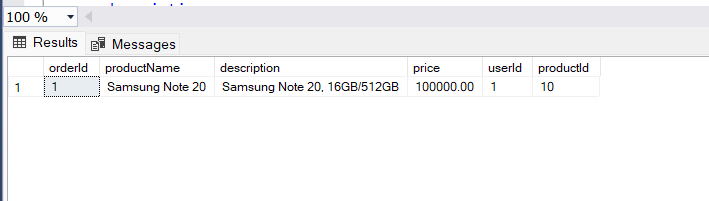 100 %
Results Messages
orderId productName description price userId productId
1 1 Samsung Note 20 Samsung Note 20, 16GB/512GB 100000.00 1 10